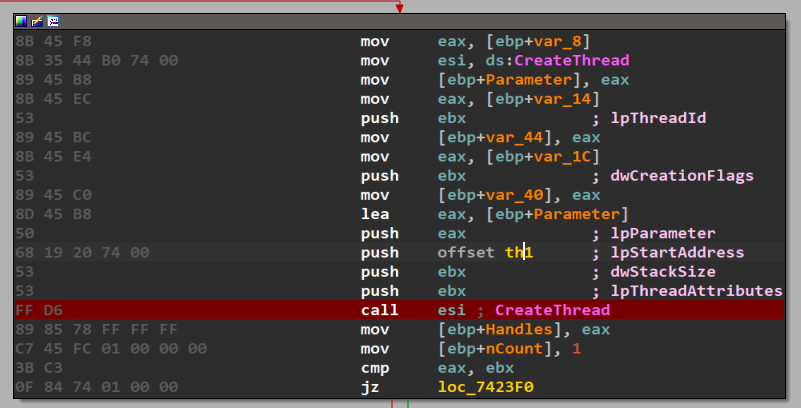 8B 45 F8 mov eax, [ebp+var_8]
8B 35 44 B0 74 00 mov esi, ds:CreateThread
89 45 B8 mov [ebp+Parameter], eax
8B 45 EC mov eax, [ebp+var_14]
53 push ebx ; lpThreadId
89 45 BC mov [ebp+var_44], eax
8B 45 E4 mov eax, [ebp+var_1C]
53 push ebx ; dwCreationFlags
89 45 C0 mov [ebp+var_40], eax
8D 45 B8 lea eax, [ebp+Parameter]
50 push eax ; lpParameter
68 19 20 74 00 push offset th1 ; lpStartAddress
53 push ebx ; dwStackSize
53 push ebx ; lpThreadAttributes
FF D6 call esi ; CreateThread
89 85 78 FF FF FF mov [ebp+Handles], eax
C7 45 FC 01 00 00 00 mov [ebp+nCount], 1
3B C3 cmp eax, ebx
0F 84 74 01 00 00 jz loc_7423F0